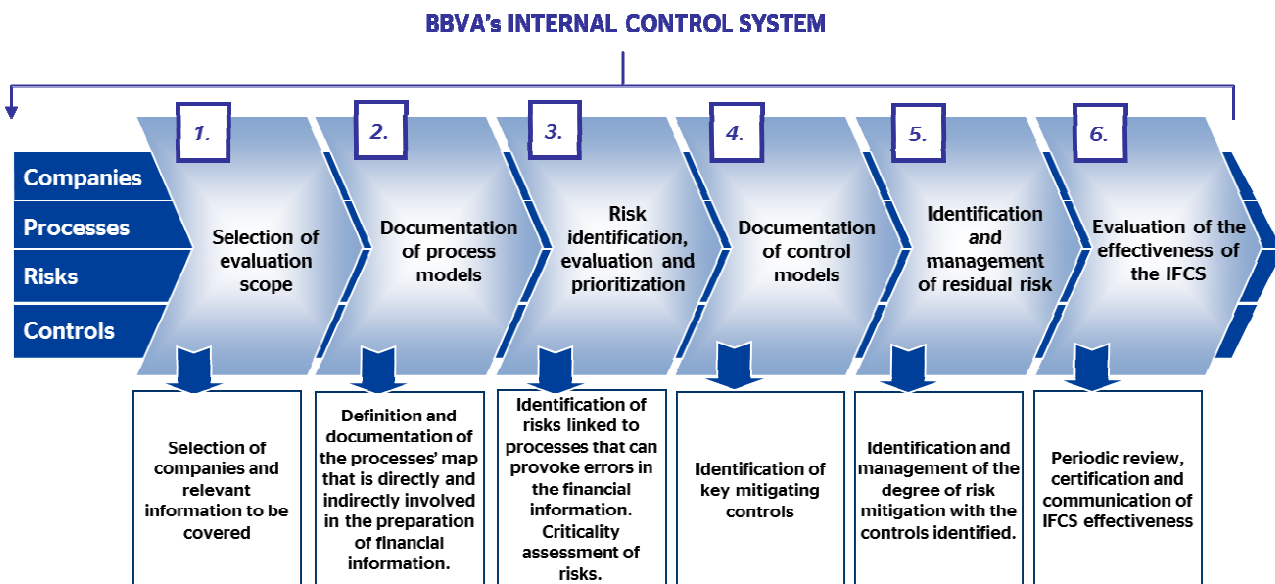 BBVA's INTERNAL CONTROL SYSTEM
1.
2.
3.
4.
5.
6.
Companies
Processes
Risks
Controls
Selection of
evaluation
scope
Documentation
of process
models
Risk
identification,
evaluation and
prioritization
Documentation
of control
models
Identification
and
management
of residual risk
Evaluation of the
effectiveness of
the IFCS
Selection of
companies and
relevant
information to be
covered
Definition and
documentation of
the processes' map
that is directly and
indirectly involved
in the preparation
of financial
information.
Identification of
risks linked to
processes that can
provoke errors in
the financial
information.
Criticality
assessment of
risks.
Identification of
key mitigating
controls
Identification and
management of the
degree of risk
mitigation with the
controls identified.
Periodic review,
certification and
communication of
IFCS effectiveness